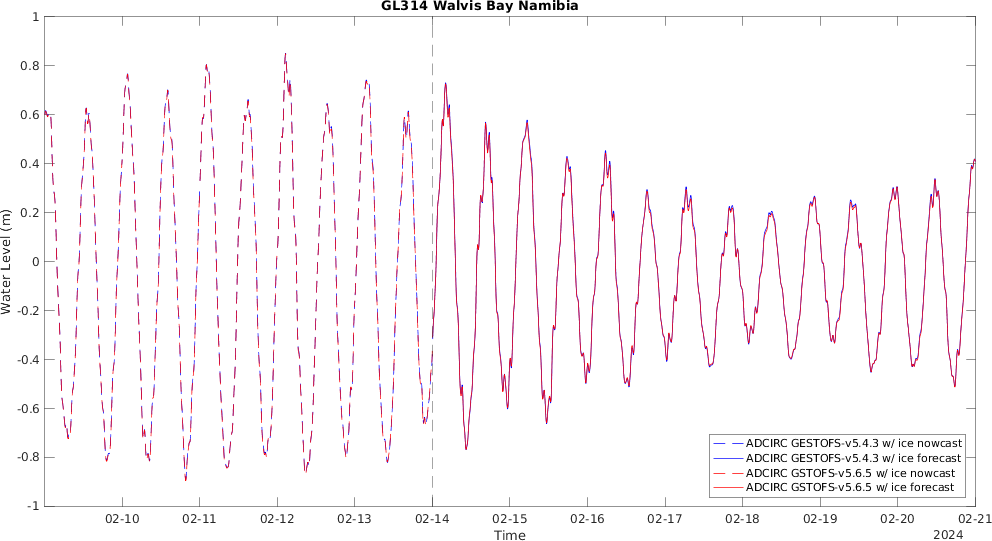 GL314 Walvis Bay Namibia
1
0.8
0.6
0.4
0.2
0
-0.2
-0.4
-0.6
-0.8
-1
Water Level (m)
02-10 02-11 02-12 02-13 02-14 02-15 02-16 02-17 02-18 02-19 02-20 02-21
Time
2024
ADCIRC GESTOFS-v5.4.3 w/ ice nowcast
ADCIRC GESTOFS-v5.4.3 w/ ice forecast
ADCIRC GSTOFS-v5.6.5 w/ ice nowcast
ADCIRC GSTOFS-v5.6.5 w/ ice forecast